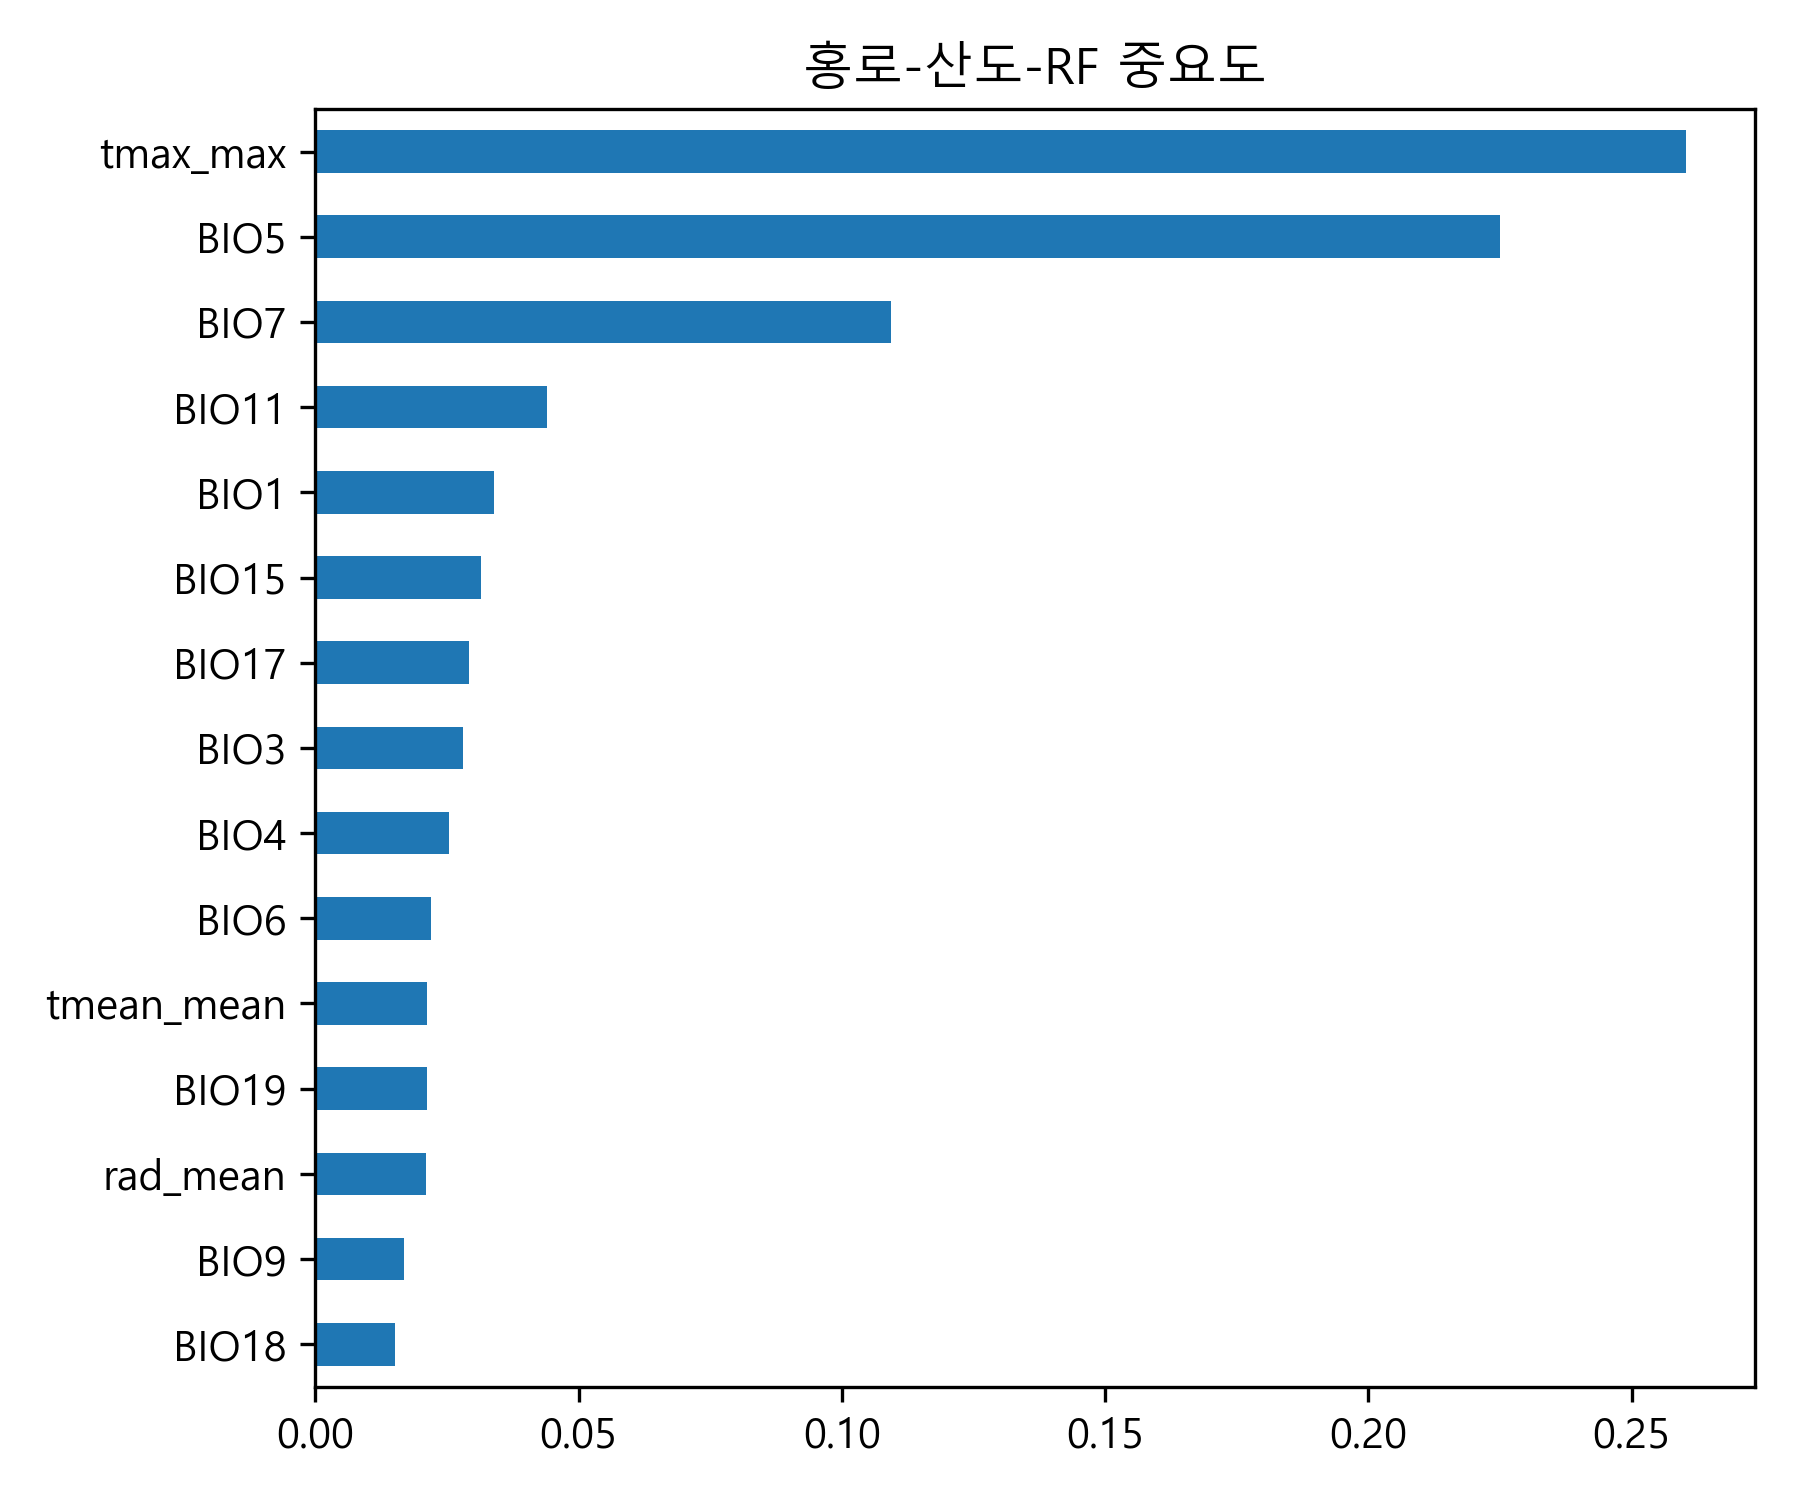 홍로-산도-RF 중요도
tmax_max
BIO5
BIO7
BIO11
BIO1
BIO15
BIO17
BIO3
BIO4
BIO6
tmean_mean
BIO19
rad_mean
BIO9
BIO18
0.00 0.05 0.10 0.15 0.20 0.25